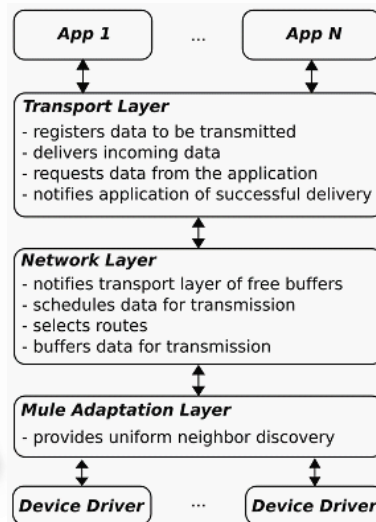 App 1 ... App N
Transport Layer
- registers data to be transmitted
- delivers incoming data
- requests data from the application
- notifies application of successful delivery
Network Layer
- notifies transport layer of free buffers
- schedules data for transmission
- selects routes
- buffers data for transmission
Mule Adaptation Layer
- provides uniform neighbor discovery
Device Driver ... Device Driver